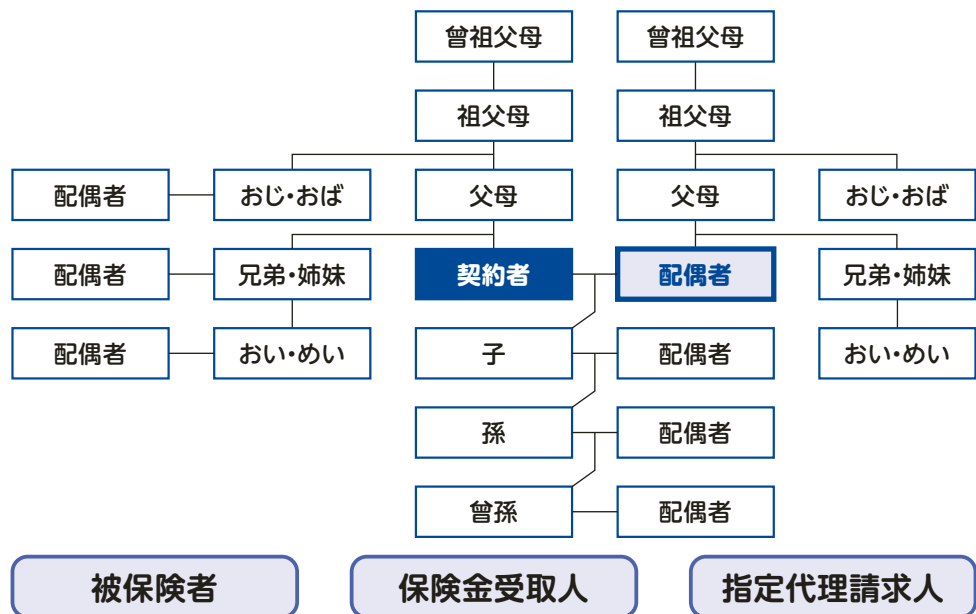 曾祖父母
曾祖父母
祖父母
祖父母
配偶者
おじ・おば
父母
父母
おじ・おば
配偶者
兄弟・姉妹
契約者
配偶者
兄弟・姉妹
配偶者
おい・めい
子
配偶者
おい・めい
孫
配偶者
曾孫
配偶者
被保険者
保険金受取人
指定代理請求人